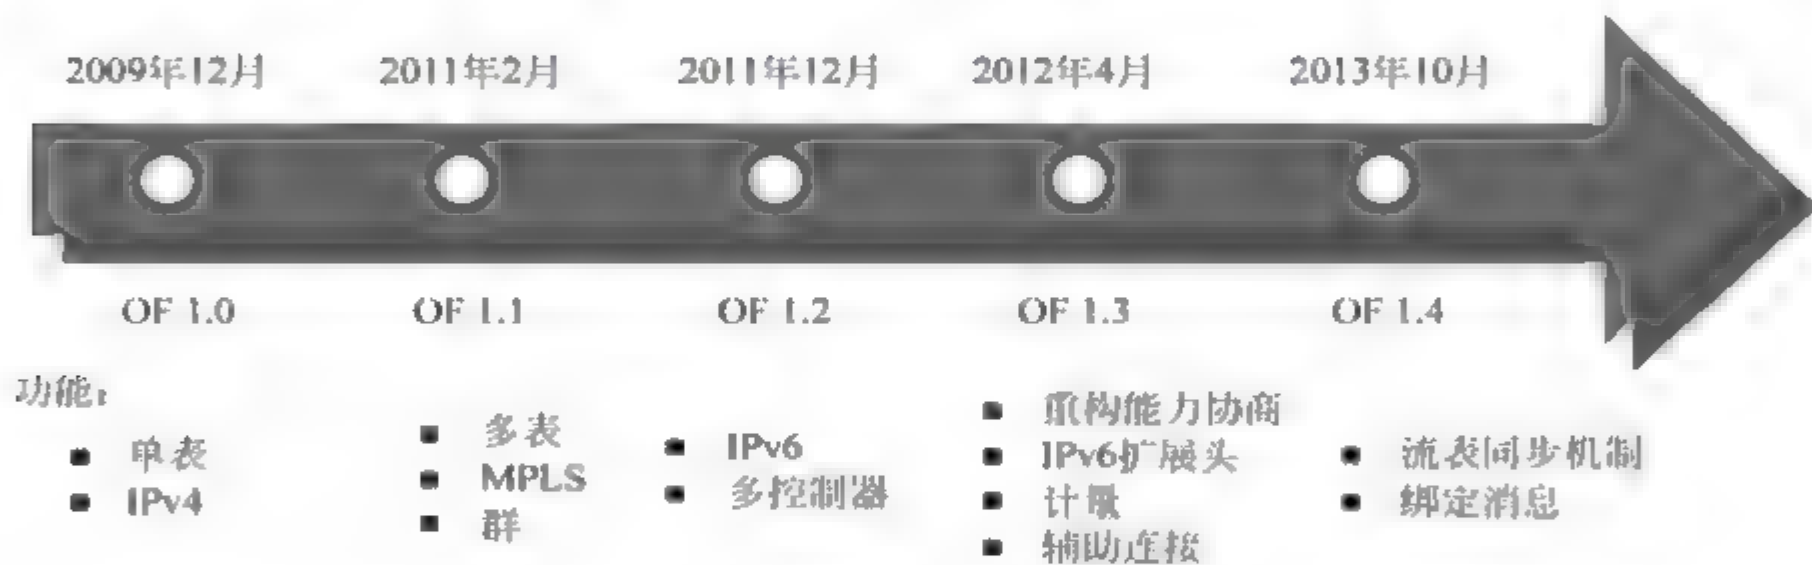 2009年12月
2011年2月
2011年12月
2012年4月
2013年10月
OF 1.0
OF 1.1
OF 1.2
OF 1.3
OF 1.4
功能:
单表
IPv4
多表
MPLS
群
IPv6
多控制器
重构能力协商
IPv6扩展头
计量
辅助连接
流表同步机制
绑定消息